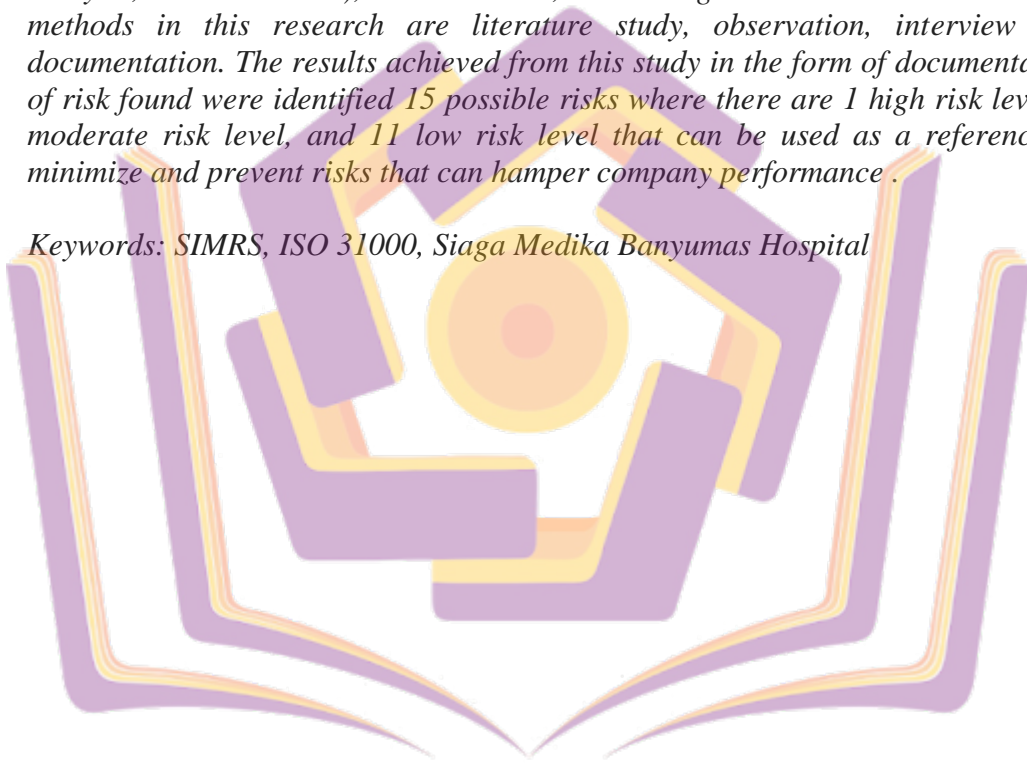 methods in this research are literature study, observation, interview
documentation. The results achieved from this study in the form of
of risk found were identified 15 possible risks where there are 1 high risk
moderate risk level, and 11 low risk level that can be used as a
minimize and prevent risks that can hamper company performance .
Keywords: SIMRS, ISO 31000, Siaga Medika Banyumas Hospital